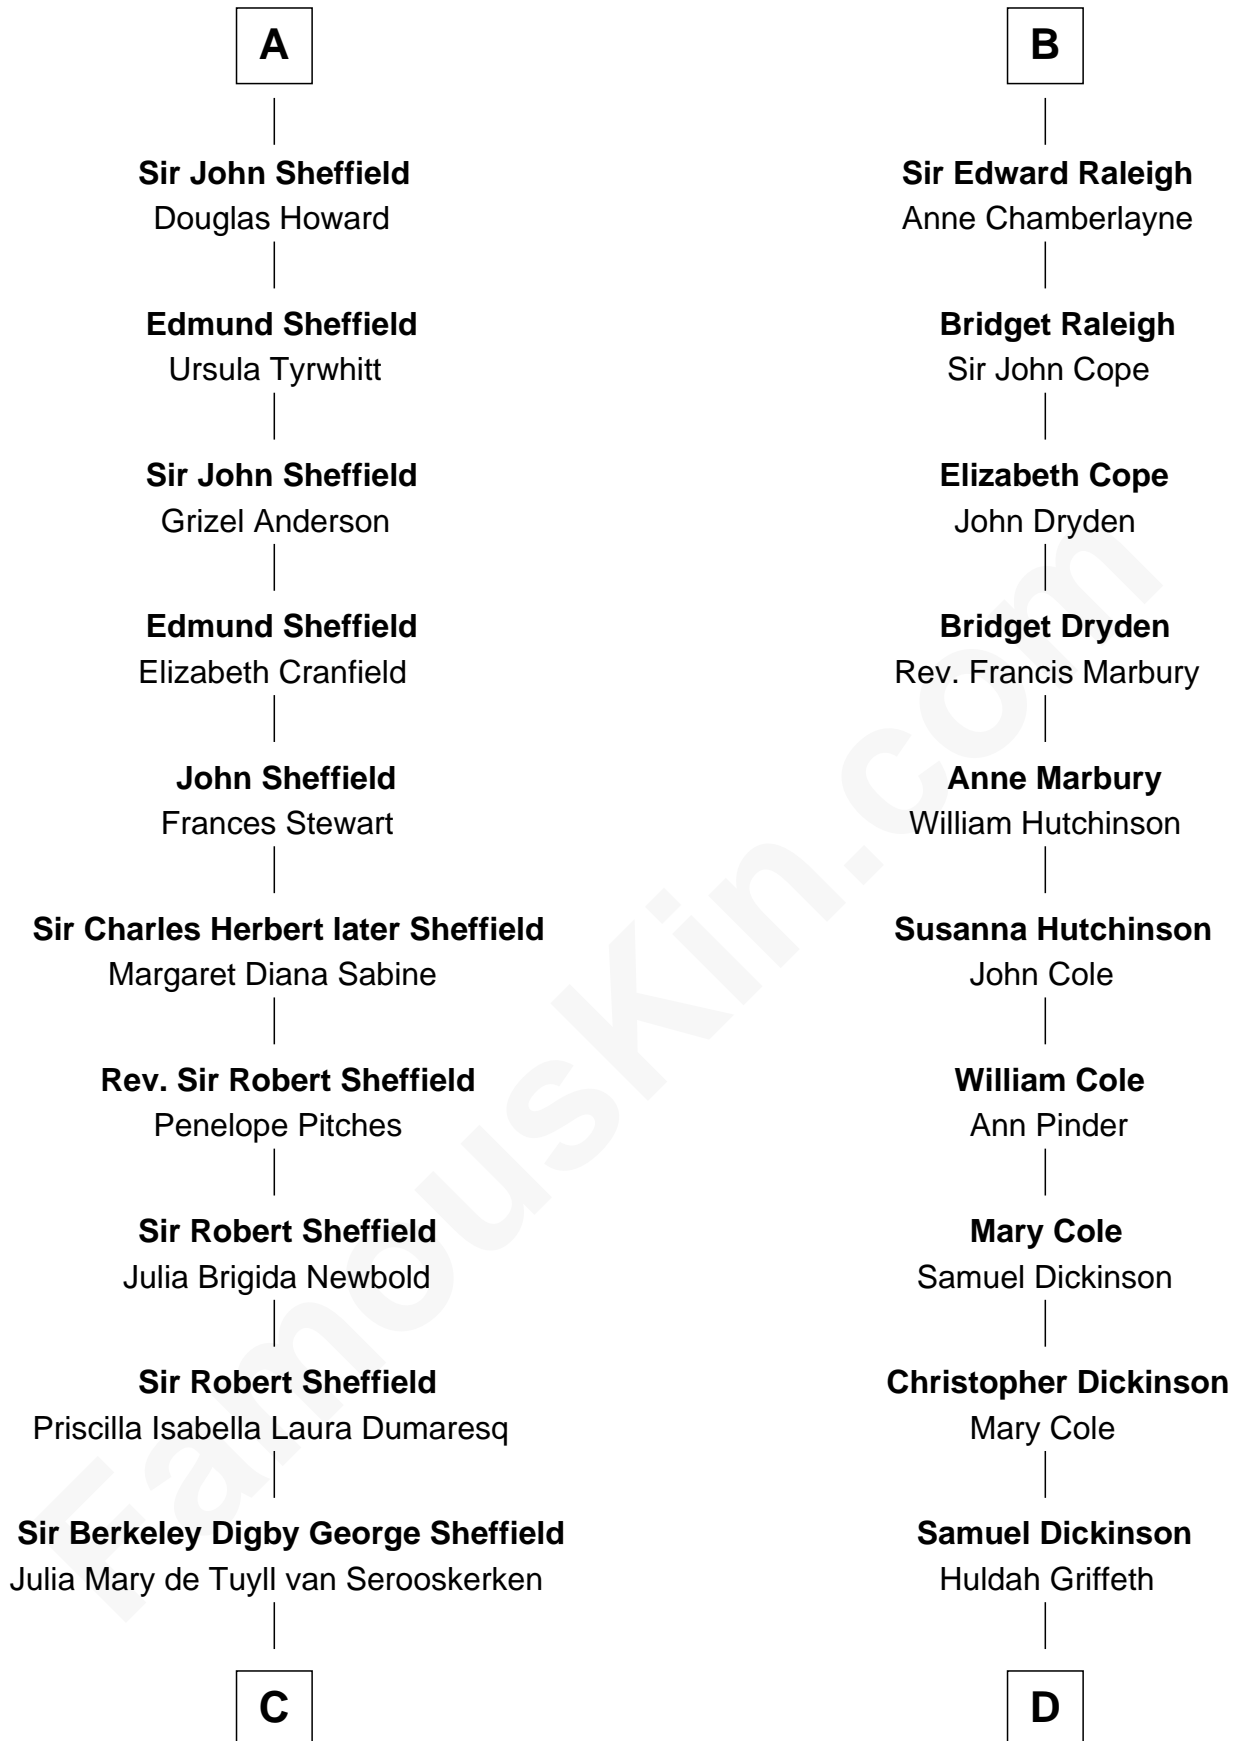 A
Sir John Sheffield
Douglas Howard
Edmund Sheffield
Ursula Tyrwhitt
Sir John Sheffield
Grizel Anderson
Edmund Sheffield
Elizabeth Cranfield
John Sheffield
Frances Stewart
Sir Charles Herbert later Sheffield
Margaret Diana Sabine
Rev. Sir Robert Sheffield
Penelope Pitches
Sir Robert Sheffield
Julia Brigida Newbold
Sir Robert Sheffield
Priscilla Isabella Laura Dumaresq
Sir Berkeley Digby George Sheffield
Julia Mary de Tuyll van Serooskerken
C
B
Sir Edward Raleigh
Anne Chamberlayne
Bridget Raleigh
Sir John Cope
Elizabeth Cope
John Dryden
Bridget Dryden
Rev. Francis Marbury
Anne Marbury
William Hutchinson
Susanna Hutchinson
John Cole
William Cole
Ann Pinder
Mary Cole
Samuel Dickinson
Christopher Dickinson
Mary Cole
Samuel Dickinson
Huldah Griffeth
D
FamousKin.com